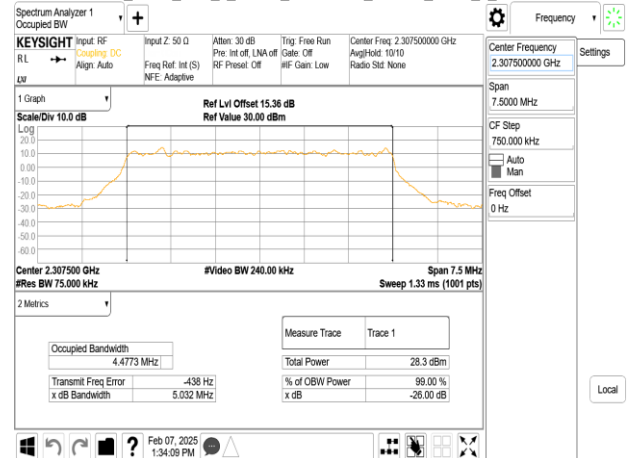 Spectrum Analyzer 1
Occupied BW
Frequency
KEYSIGHT
Input: RF
Coupling: DC
Align: Auto
RL
LXI
Input Z: 50 Ω
Freq Ref: Int (S)
NFE: Adaptive
Atten: 30 dB
Pre: Int off, LNA off
RF Preset: Off
Trig: Free Run
Gate: Off
#IF Gain: Low
Center Freq: 2.307500000 GHz
Avg|Hold: 10/10
Radio Std: None
Center Frequency
2.307500000 GHz
Settings
Span
7.5000 MHz
CF Step
750.000 kHz
Auto
Man
Freq Offset
0 Hz
Local
1 Graph
Scale/Div 10.0 dB
Ref Lvl Offset 15.36 dB
Ref Value 30.00 dBm
Log
20.0
10.0
0.00
-10.0
-20.0
-30.0
-40.0
-50.0
-60.0
Center 2.307500 GHz
#Res BW 75.000 kHz
#Video BW 240.00 kHz
Span 7.5 MHz
Sweep 1.33 ms (1001 pts)
2 Metrics
Measure Trace Trace 1
Occupied Bandwidth
4.4773 MHz
Total Power 28.3 dBm
Transmit Freq Error -438 Hz
% of OBW Power 99.00 %
x dB Bandwidth 5.032 MHz
x dB -26.00 dB
Feb 07, 2025
1:34:09 PM